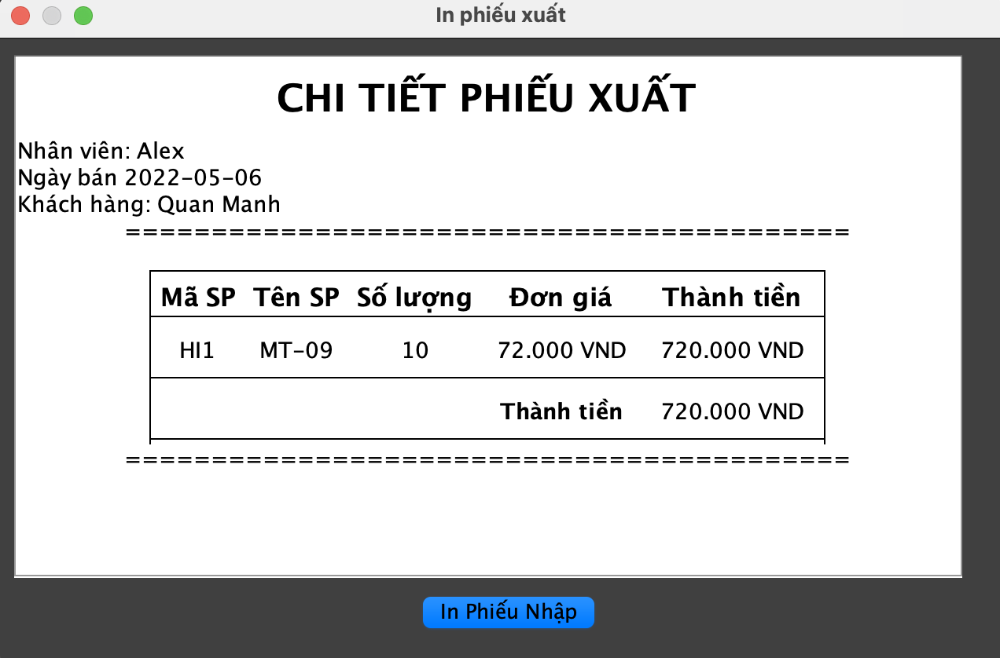 In phiếu xuất
CHI TIẾT PHIẾU XUẤT
Nhân viên: Alex
Ngày bán 2022-05-06
Khách hàng: Quan Manh
==========================================
Mã SP Tên SP Số lượng Đơn giá Thành tiền
HI1 MT-09 10 72.000 VND 720.000 VND
Thành tiền 720.000 VND
==========================================
In Phiếu Nhập